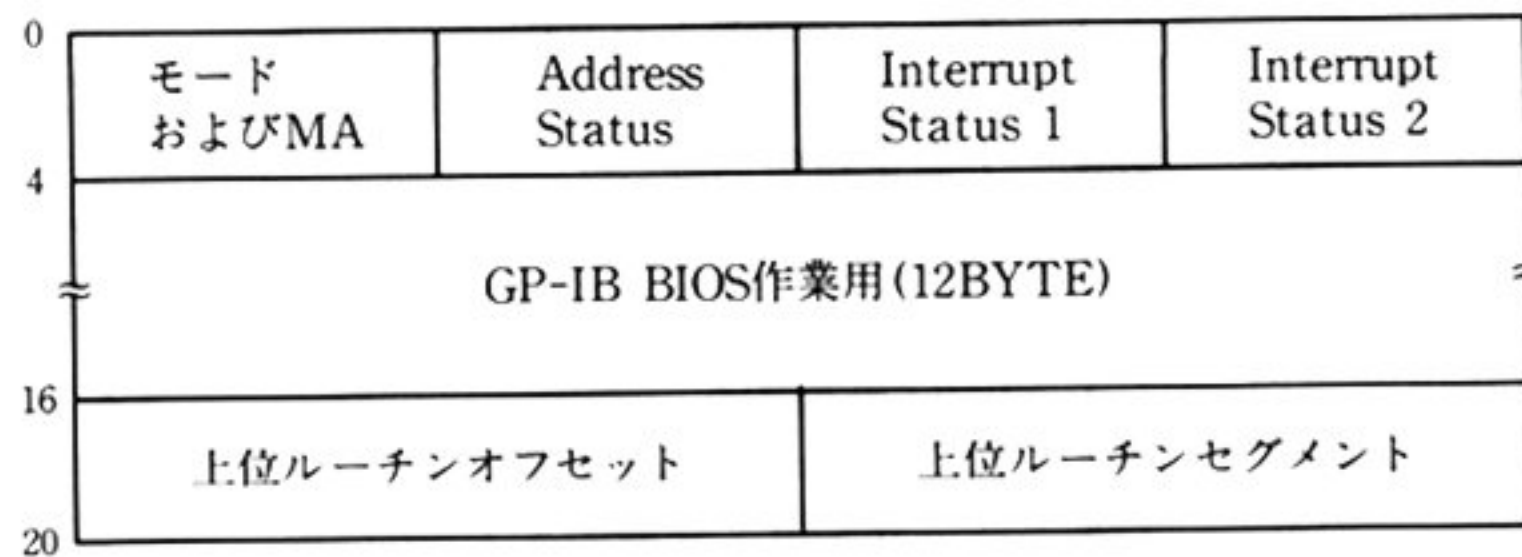 0
モード
およびMA
Address
Status
Interrupt
Status 1
Interrupt
Status 2
4
GP-IB BIOS作業用(12BYTE)
16
上位ルーチンオフセット
上位ルーチンセグメント
20